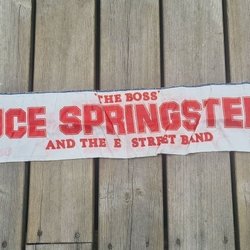 "THE BOSS"
UCE SPRINGSTE
AND THE E STREET BAND